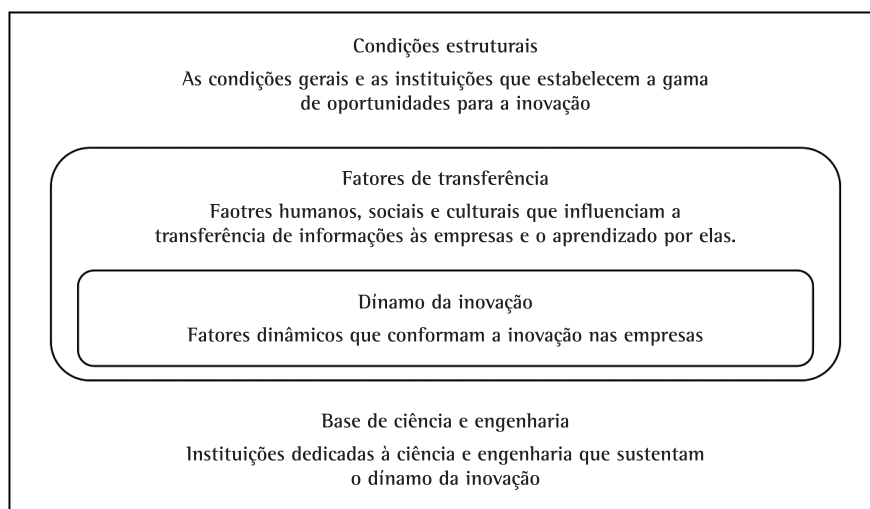 Condições estruturais
As condições gerais e as instituições que estabelecem a gama
de oportunidades para a inovação
Fatores de transferência
Faotres humanos, sociais e culturais que influenciam a
transferência de informações às empresas e o aprendizado por elas.
Dínamo da inovação
Fatores dinâmicos que conformam a inovação nas empresas
Base de ciência e engenharia
Instituições dedicadas à ciência e engenharia que sustentam
o dínamo da inovação